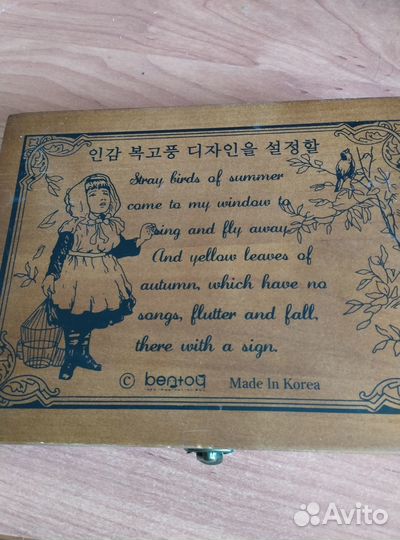 인감 복고풍 디자인을 설정할
Stray birds of summer
come to my window to
sing and fly away.
And yellow leaves of
autumn, which have no
songs, flutter and fall,
there with a sign.
© bentoy Made In Korea
Avito